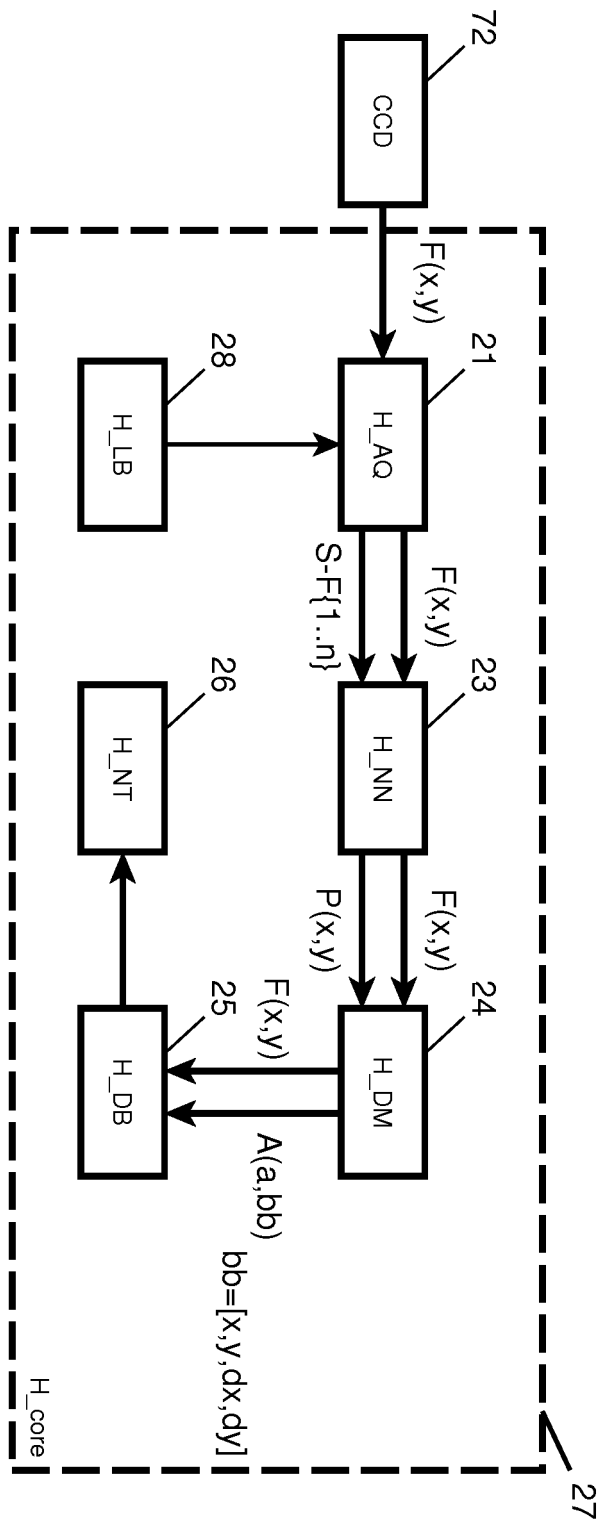 27
72
CCD
F(x,y)
21
H_AQ
F(x,y)
S-F{1..n}
23
H_NN
F(x,y)
P(x,y)
24
H_DM
28
H_LB
26
H_NT
F(x,y)
A(a,bb)
bb=[x,y,dx,dy]
25
H_DB
H_core